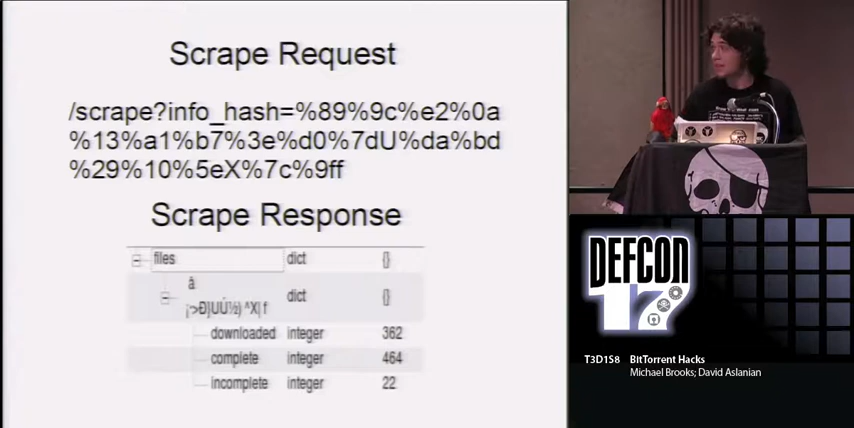 Scrape Request
/scrape?info_hash=%89%9c%e2%0a
%13%a1%b7%3e%d0%7dU%da%bd
%29%10%5eX%7c%9ff
Scrape Response
files dict {}
â
¡·>Ð}UÚ½) ^X| f dict {}
downloaded integer 362
complete integer 464
incomplete integer 22
DEFCON
17
T3D1S8 BitTorrent Hacks
Michael Brooks; David Aslanian